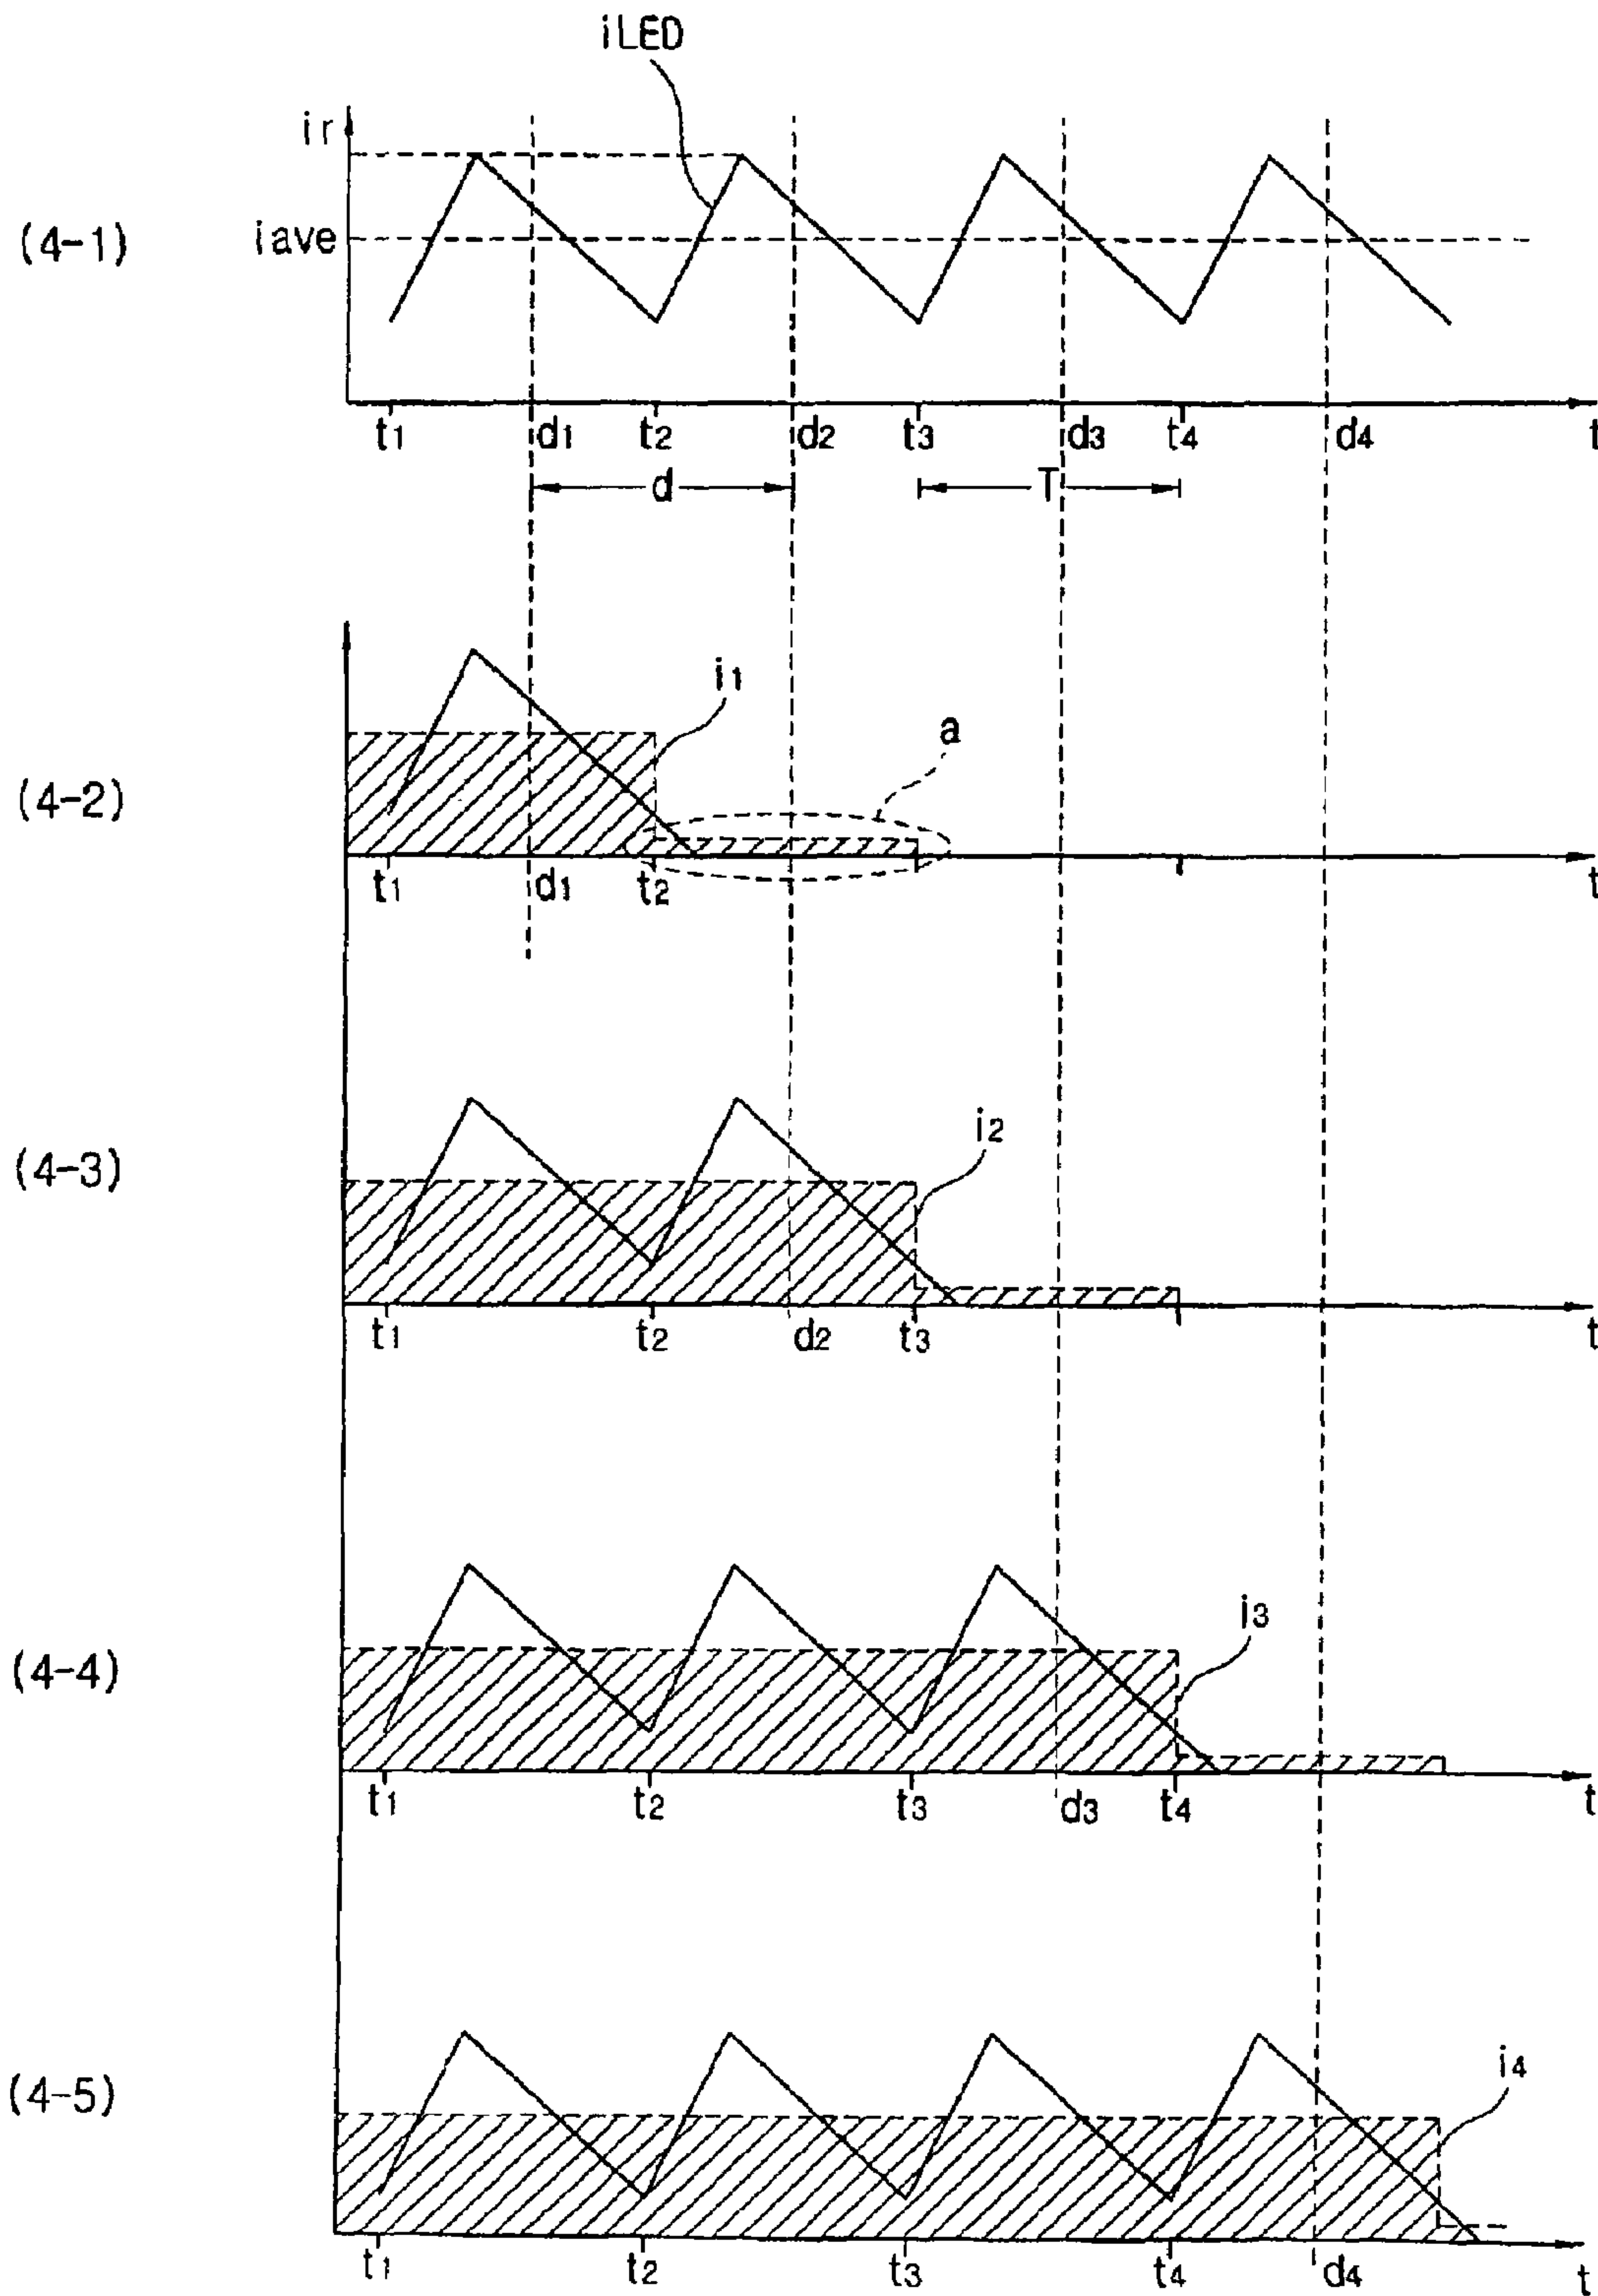 iLED
ir
(4-1)
iave
t1 d1 t2 d2 t3 d3 t4 d4 t
d T
i1
a
(4-2)
t1 d1 t2 t
i2
(4-3)
t1 t2 d2 t3 t
i3
(4-4)
t1 t2 t3 d3 t4 t
i4
(4-5)
t1 t2 t3 t4 d4 t